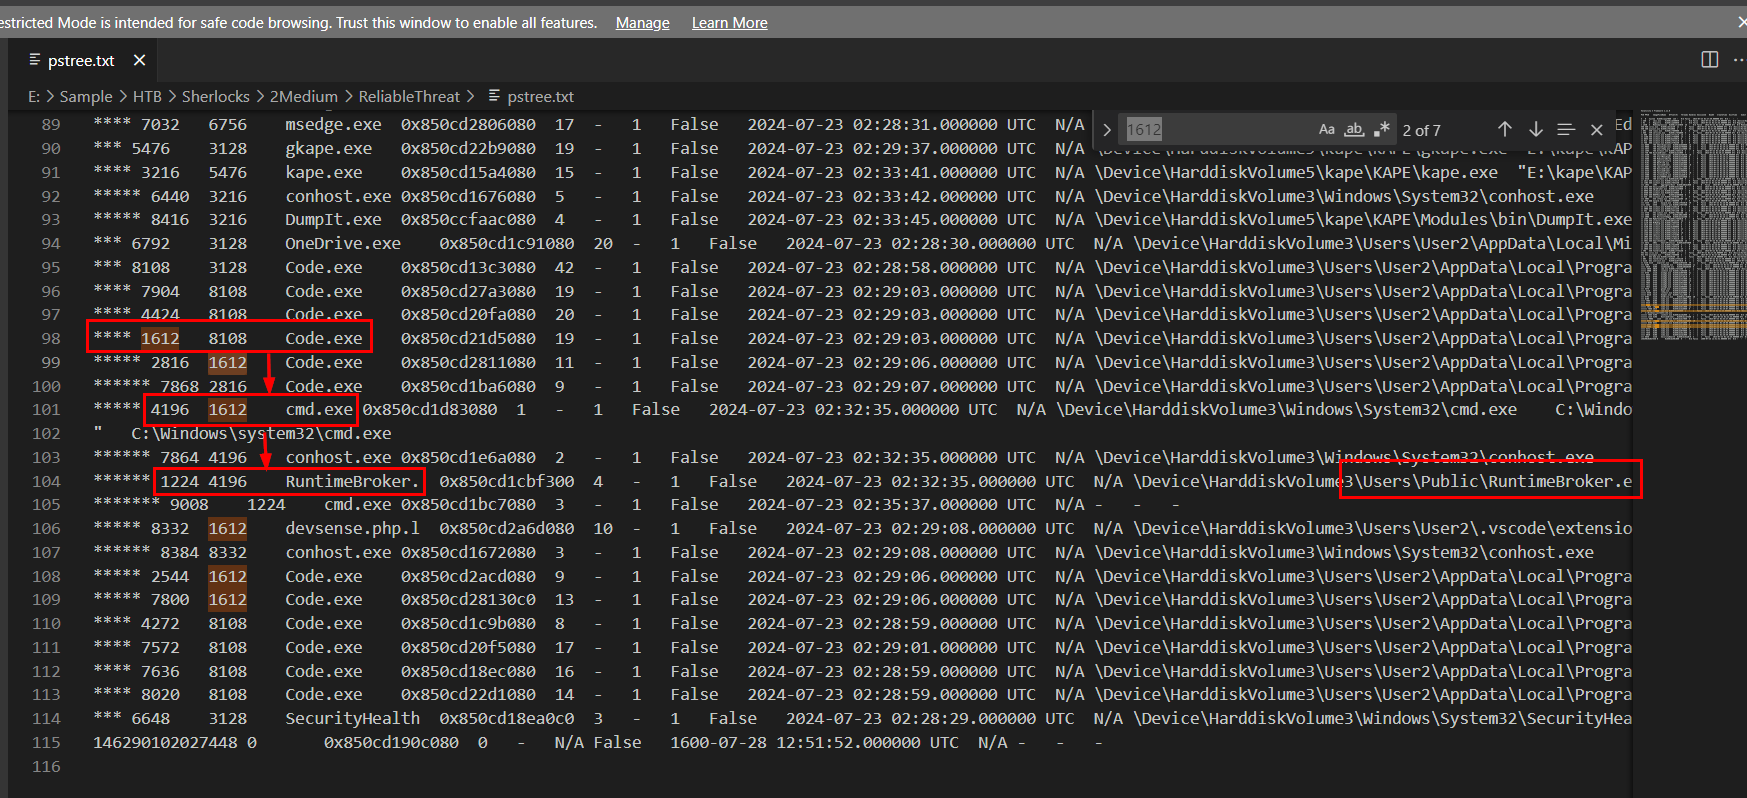 estricted Mode is intended for safe code browsing. Trust this window to enable all features. Manage Learn More
pstree.txt
E: > Sample > HTB > Sherlocks > 2Medium > ReliableThreat > pstree.txt
1612 Aa ab .* 2 of 7
89 **** 7032 6756 msedge.exe 0x850cd2806080 17 - 1 False 2024-07-23 02:28:31.000000 UTC N/A Ed
90 *** 5476 3128 gkape.exe 0x850cd22b9080 19 - 1 False 2024-07-23 02:29:37.000000 UTC N/A \Device\HarddiskVolume5\kape\KAPE\gkape.exe "E:\kape\KAP
91 **** 3216 5476 kape.exe 0x850cd15a4080 15 - 1 False 2024-07-23 02:33:41.000000 UTC N/A \Device\HarddiskVolume5\kape\KAPE\kape.exe "E:\kape\KAP
92 ***** 6440 3216 conhost.exe 0x850cd1676080 5 - 1 False 2024-07-23 02:33:42.000000 UTC N/A \Device\HarddiskVolume3\Windows\System32\conhost.exe
93 ***** 8416 3216 DumpIt.exe 0x850ccfaac080 4 - 1 False 2024-07-23 02:33:45.000000 UTC N/A \Device\HarddiskVolume5\kape\KAPE\Modules\bin\DumpIt.exe
94 *** 6792 3128 OneDrive.exe 0x850cd1c91080 20 - 1 False 2024-07-23 02:28:30.000000 UTC N/A \Device\HarddiskVolume3\Users\User2\AppData\Local\Mi
95 *** 8108 3128 Code.exe 0x850cd13c3080 42 - 1 False 2024-07-23 02:28:58.000000 UTC N/A \Device\HarddiskVolume3\Users\User2\AppData\Local\Progra
96 **** 7904 8108 Code.exe 0x850cd27a3080 19 - 1 False 2024-07-23 02:29:03.000000 UTC N/A \Device\HarddiskVolume3\Users\User2\AppData\Local\Progra
97 **** 4424 8108 Code.exe 0x850cd20fa080 20 - 1 False 2024-07-23 02:29:03.000000 UTC N/A \Device\HarddiskVolume3\Users\User2\AppData\Local\Progra
98 **** 1612 8108 Code.exe 0x850cd21d5080 19 - 1 False 2024-07-23 02:29:03.000000 UTC N/A \Device\HarddiskVolume3\Users\User2\AppData\Local\Progra
99 ***** 2816 1612 Code.exe 0x850cd2811080 11 - 1 False 2024-07-23 02:29:06.000000 UTC N/A \Device\HarddiskVolume3\Users\User2\AppData\Local\Progra
100 ****** 7868 2816 Code.exe 0x850cd1ba6080 9 - 1 False 2024-07-23 02:29:07.000000 UTC N/A \Device\HarddiskVolume3\Users\User2\AppData\Local\Progra
101 ***** 4196 1612 cmd.exe 0x850cd1d83080 1 - 1 False 2024-07-23 02:32:35.000000 UTC N/A \Device\HarddiskVolume3\Windows\System32\cmd.exe C:\Windo
102 " C:\Windows\system32\cmd.exe
103 ****** 7864 4196 conhost.exe 0x850cd1e6a080 2 - 1 False 2024-07-23 02:32:35.000000 UTC N/A \Device\HarddiskVolume3\Windows\System32\conhost.exe
104 ****** 1224 4196 RuntimeBroker. 0x850cd1cbf300 4 - 1 False 2024-07-23 02:32:35.000000 UTC N/A \Device\HarddiskVolume3\Users\Public\RuntimeBroker.e
105 ******* 9008 1224 cmd.exe 0x850cd1bc7080 3 - 1 False 2024-07-23 02:35:37.000000 UTC N/A - - -
106 ***** 8332 1612 devsense.php.l 0x850cd2a6d080 10 - 1 False 2024-07-23 02:29:08.000000 UTC N/A \Device\HarddiskVolume3\Users\User2\.vscode\extensio
107 ****** 8384 8332 conhost.exe 0x850cd1672080 3 - 1 False 2024-07-23 02:29:08.000000 UTC N/A \Device\HarddiskVolume3\Windows\System32\conhost.exe
108 ***** 2544 1612 Code.exe 0x850cd2acd080 9 - 1 False 2024-07-23 02:29:06.000000 UTC N/A \Device\HarddiskVolume3\Users\User2\AppData\Local\Progra
109 ***** 7800 1612 Code.exe 0x850cd28130c0 13 - 1 False 2024-07-23 02:29:06.000000 UTC N/A \Device\HarddiskVolume3\Users\User2\AppData\Local\Progra
110 **** 4272 8108 Code.exe 0x850cd1c9b080 8 - 1 False 2024-07-23 02:28:59.000000 UTC N/A \Device\HarddiskVolume3\Users\User2\AppData\Local\Progra
111 **** 7572 8108 Code.exe 0x850cd20f5080 17 - 1 False 2024-07-23 02:29:01.000000 UTC N/A \Device\HarddiskVolume3\Users\User2\AppData\Local\Progra
112 **** 7636 8108 Code.exe 0x850cd18ec080 16 - 1 False 2024-07-23 02:28:59.000000 UTC N/A \Device\HarddiskVolume3\Users\User2\AppData\Local\Progra
113 **** 8020 8108 Code.exe 0x850cd22d1080 14 - 1 False 2024-07-23 02:28:59.000000 UTC N/A \Device\HarddiskVolume3\Users\User2\AppData\Local\Progra
114 *** 6648 3128 SecurityHealth 0x850cd18ea0c0 3 - 1 False 2024-07-23 02:28:29.000000 UTC N/A \Device\HarddiskVolume3\Windows\System32\SecurityHea
115 146290102027448 0 0x850cd190c080 0 - N/A False 1600-07-28 12:51:52.000000 UTC N/A - - -
116